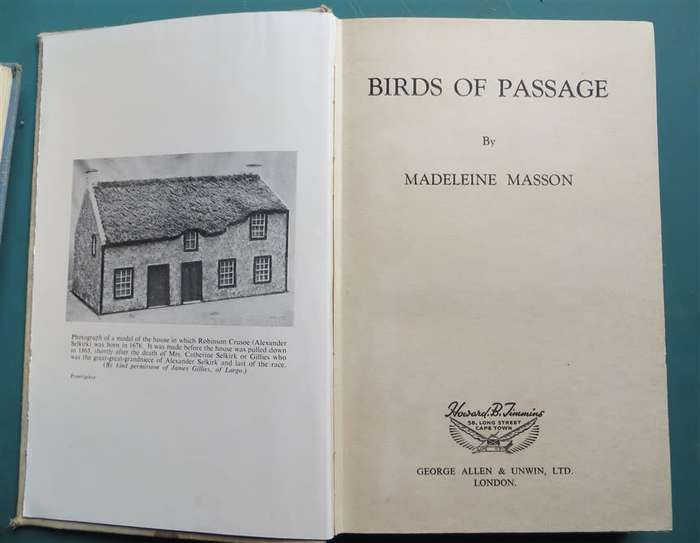 Photograph of a model of the house in which Robinson Crusoe (Alexander
Selkirk) was born in 1676. It was made before the house was pulled down
in 1865, shortly after the death of Mrs. Catherine Selkirk or Gillies who
was the great-great-grandniece of Alexander Selkirk and last of the race.
(By kind permission of James Gillies, of Largo.)
Frontispiece
BIRDS OF PASSAGE
By
MADELEINE MASSON
Howard. B. Timmins
58, LONG STREET
CAPE TOWN
GEORGE ALLEN & UNWIN, LTD.
LONDON.